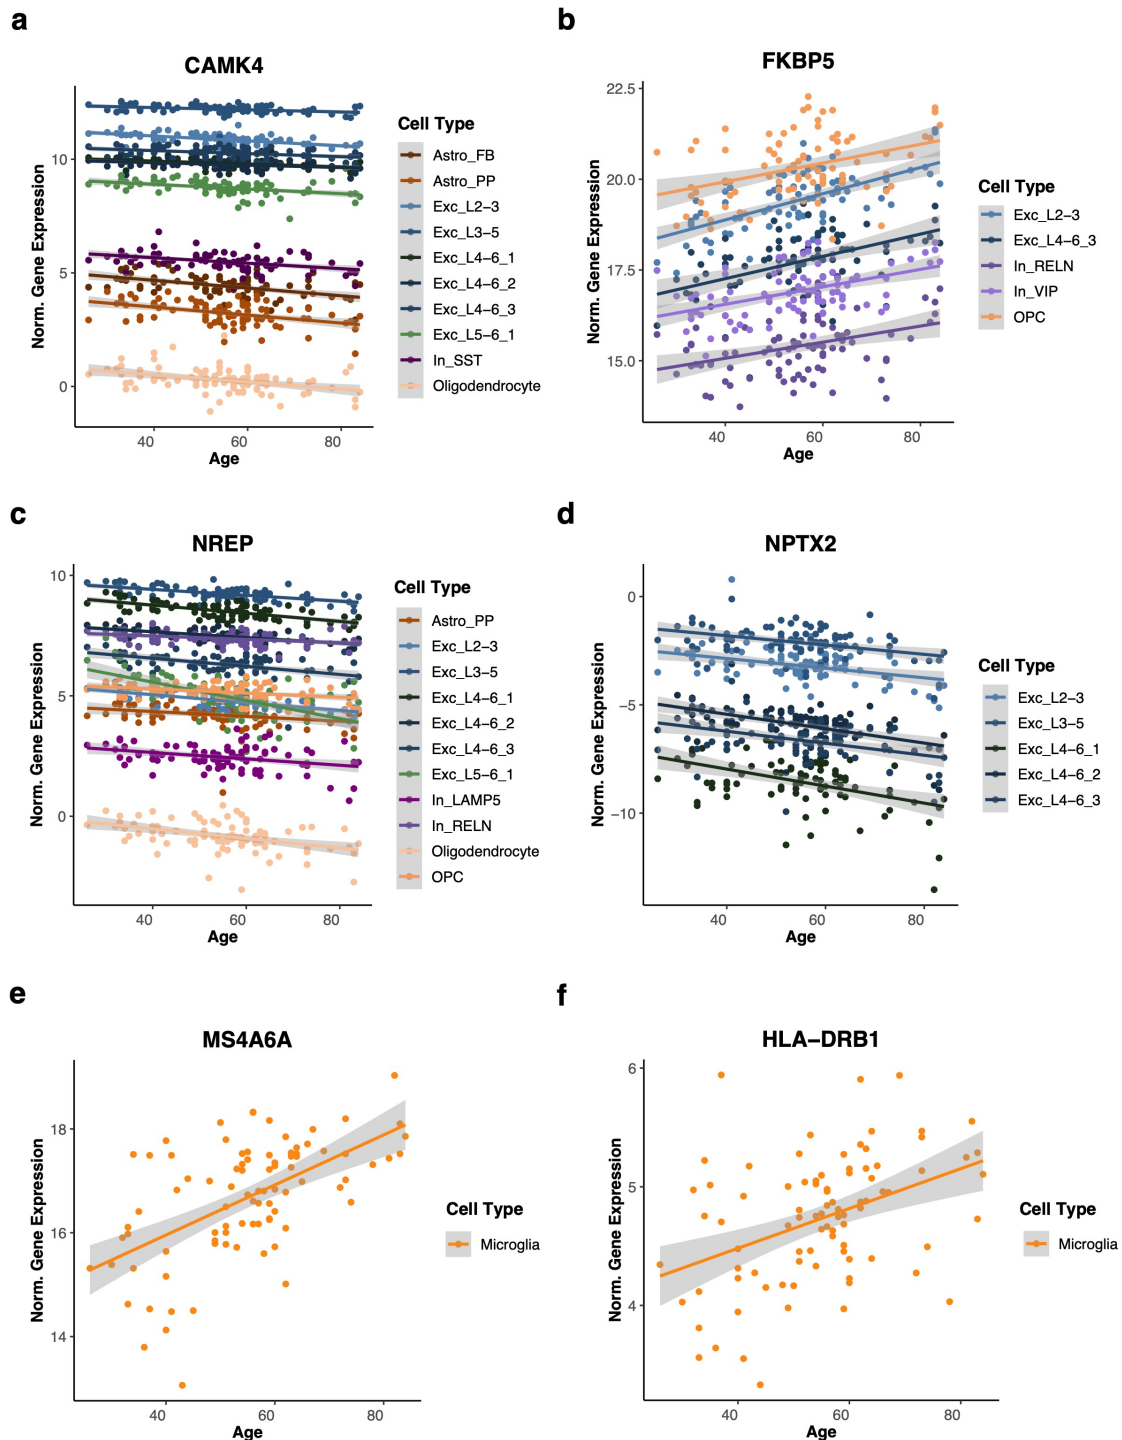 a
CAMK4
Norm. Gene Expression
10
5
0
40
60
80
Age
Cell Type
Astro_FB
Astro_PP
Exc_L2−3
Exc_L3−5
Exc_L4−6_1
Exc_L4−6_2
Exc_L4−6_3
Exc_L5−6_1
In_SST
Oligodendrocyte
b
FKBP5
Norm. Gene Expression
22.5
20.0
17.5
15.0
40
60
80
Age
Cell Type
Exc_L2−3
Exc_L4−6_3
In_RELN
In_VIP
OPC
c
NREP
Norm. Gene Expression
10
5
0
40
60
80
Age
Cell Type
Astro_PP
Exc_L2−3
Exc_L3−5
Exc_L4−6_1
Exc_L4−6_2
Exc_L4−6_3
Exc_L5−6_1
In_LAMP5
In_RELN
Oligodendrocyte
OPC
d
NPTX2
Norm. Gene Expression
0
−5
−10
40
60
80
Age
Cell Type
Exc_L2−3
Exc_L3−5
Exc_L4−6_1
Exc_L4−6_2
Exc_L4−6_3
e
MS4A6A
Norm. Gene Expression
18
16
14
40
60
80
Age
Cell Type
Microglia
f
HLA−DRB1
Norm. Gene Expression
6
5
4
40
60
80
Age
Cell Type
Microglia